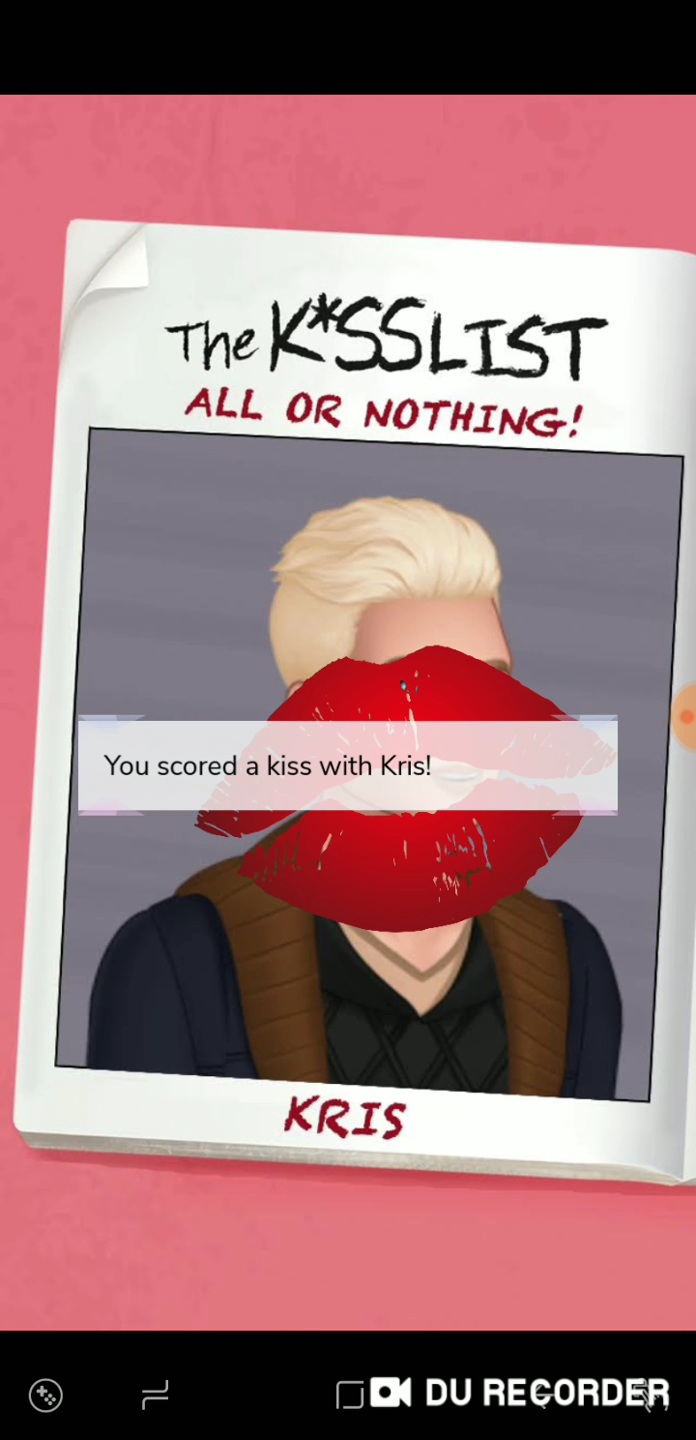 The K*SSLIST
ALL OR NOTHING!
You scored a kiss with Kris!
KRIS
DU RECORDER